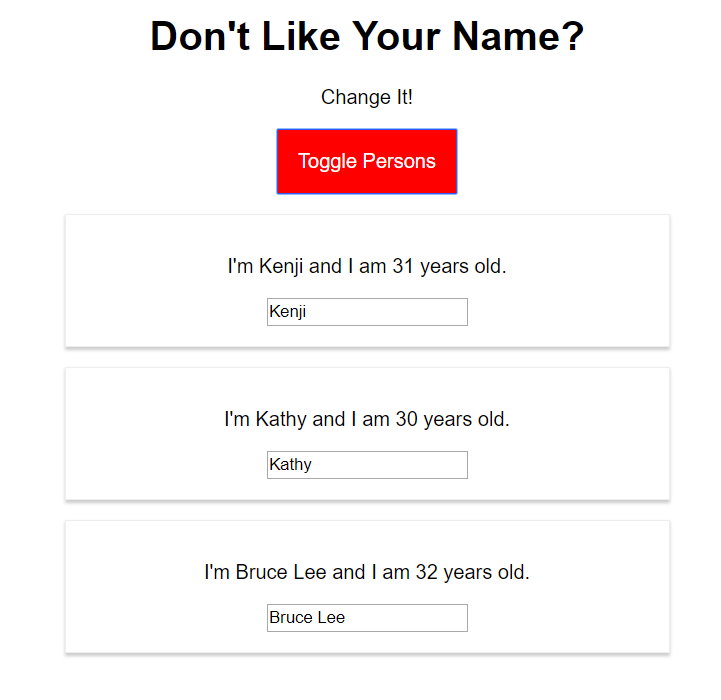 Don't Like Your Name?
Change It!
Toggle Persons
I'm Kenji and I am 31 years old.
Kenji
I'm Kathy and I am 30 years old.
Kathy
I'm Bruce Lee and I am 32 years old.
Bruce Lee